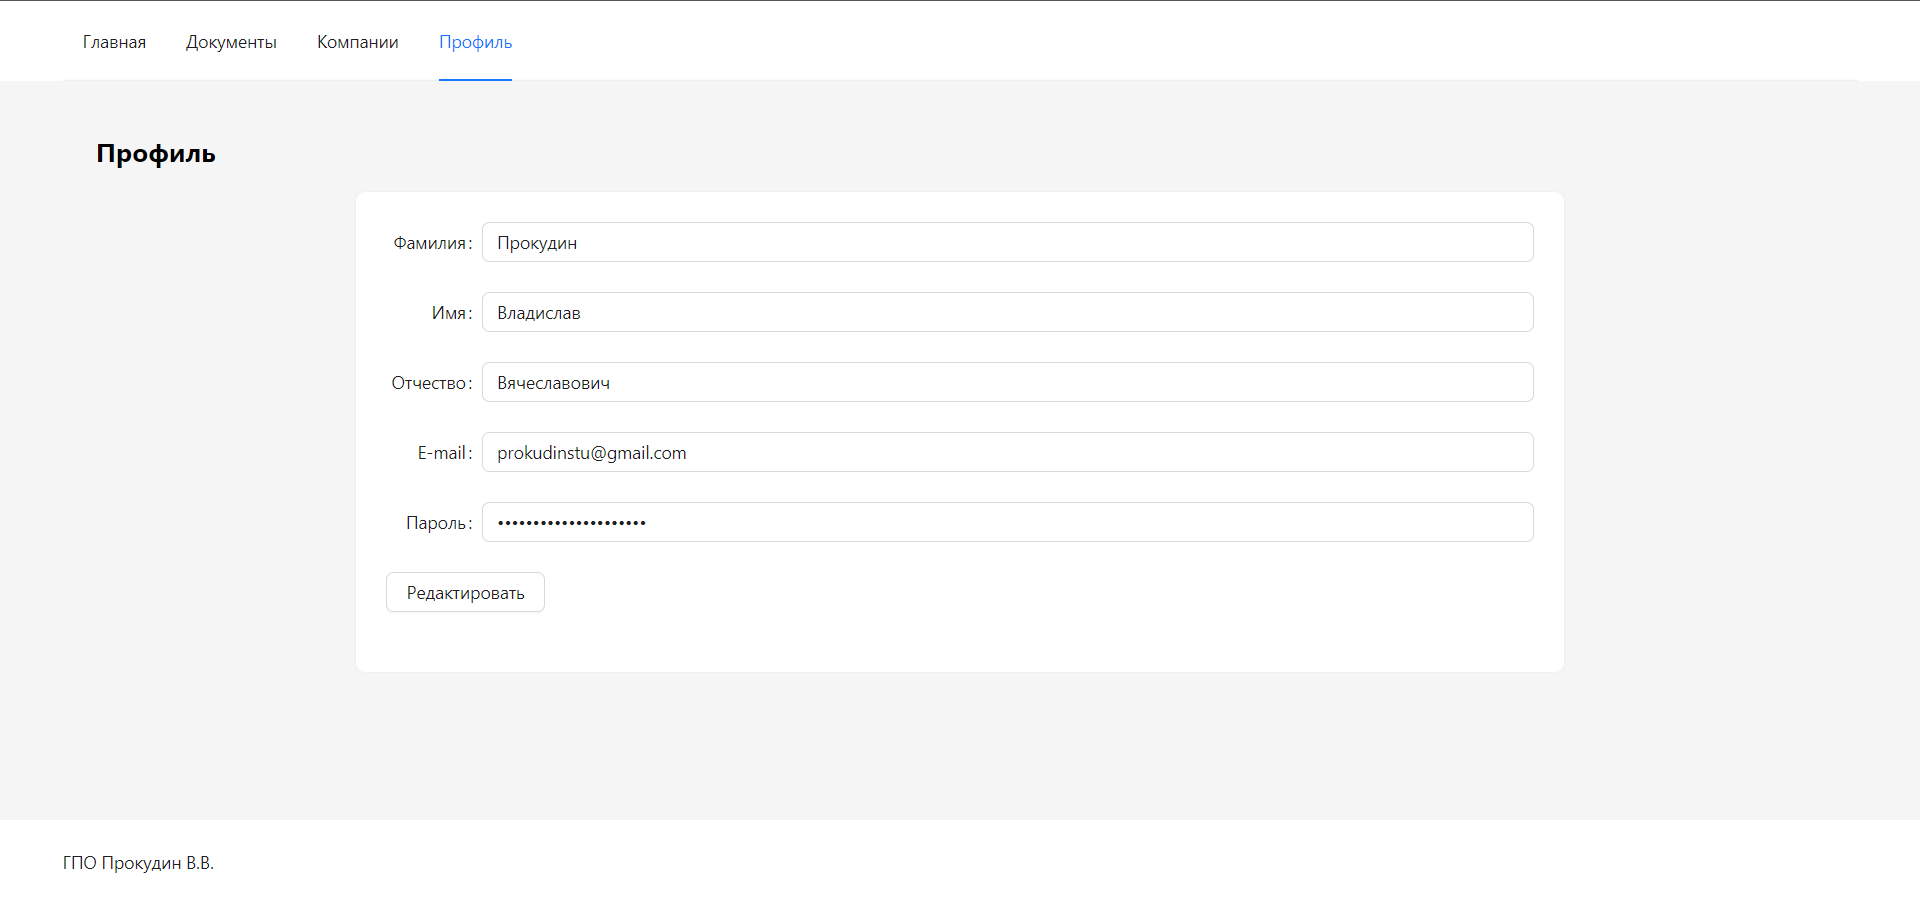 Главная Документы Компании Профиль
Профиль
Фамилия: Прокудин
Имя: Владислав
Отчество: Вячеславович
E-mail: prokudinstu@gmail.com
Пароль: •••••••••••••••••••••
Редактировать
ГПО Прокудин В.В.